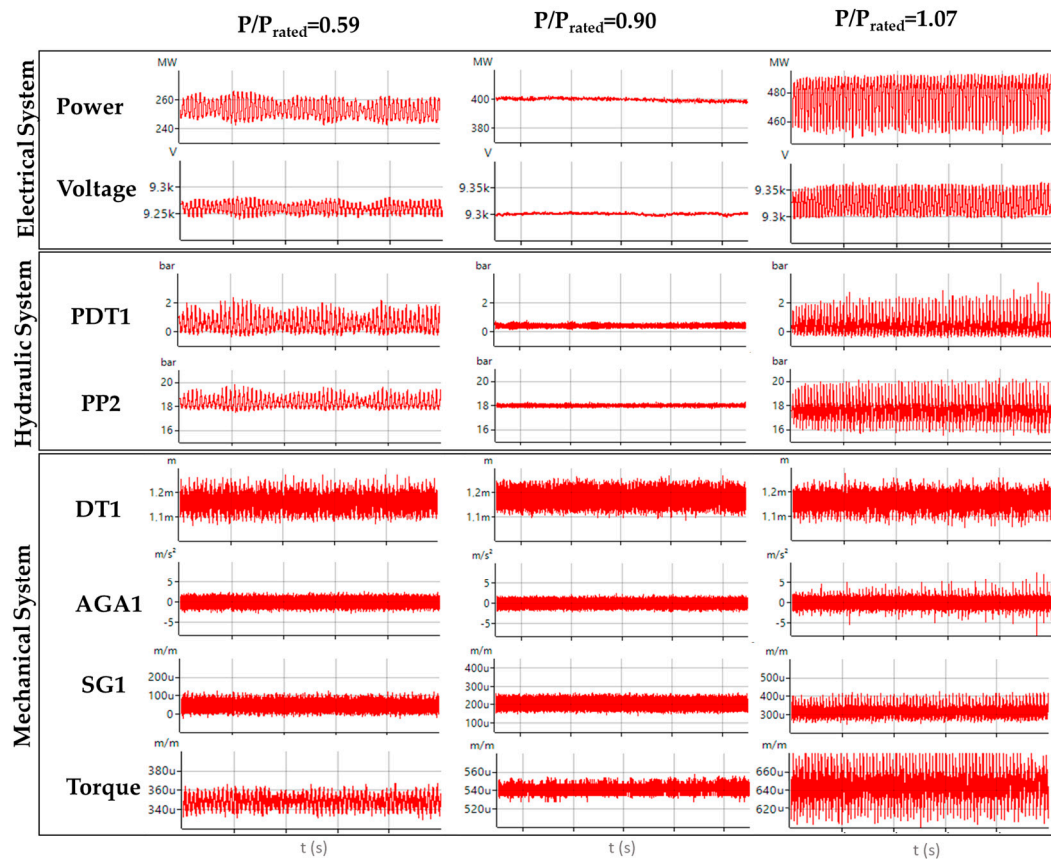 P/Prated=0.59 P/Prated=0.90 P/Prated=1.07
Electrical System
MW MW MW
Power
260 240
400 380
480 460
V V V
Voltage
9.3k 9.25k
9.35k 9.3k
9.35k 9.3k
Hydraulic System
bar bar bar
PDT1
2 0
2 0
2 0
bar bar bar
PP2
20 18 16
20 18 16
20 18 16
Mechanical System
m m m
DT1
1.2m 1.1m
1.2m 1.1m
1.2m 1.1m
m/s² m/s² m/s²
AGA1
5 0 -5
5 0 -5
5 0 -5
m/m m/m m/m
SG1
200u 100u 0
400u 300u 200u 100u
500u 400u 300u
m/m m/m m/m
Torque
380u 360u 340u
560u 540u 520u
660u 640u 620u
t (s) t (s) t (s)